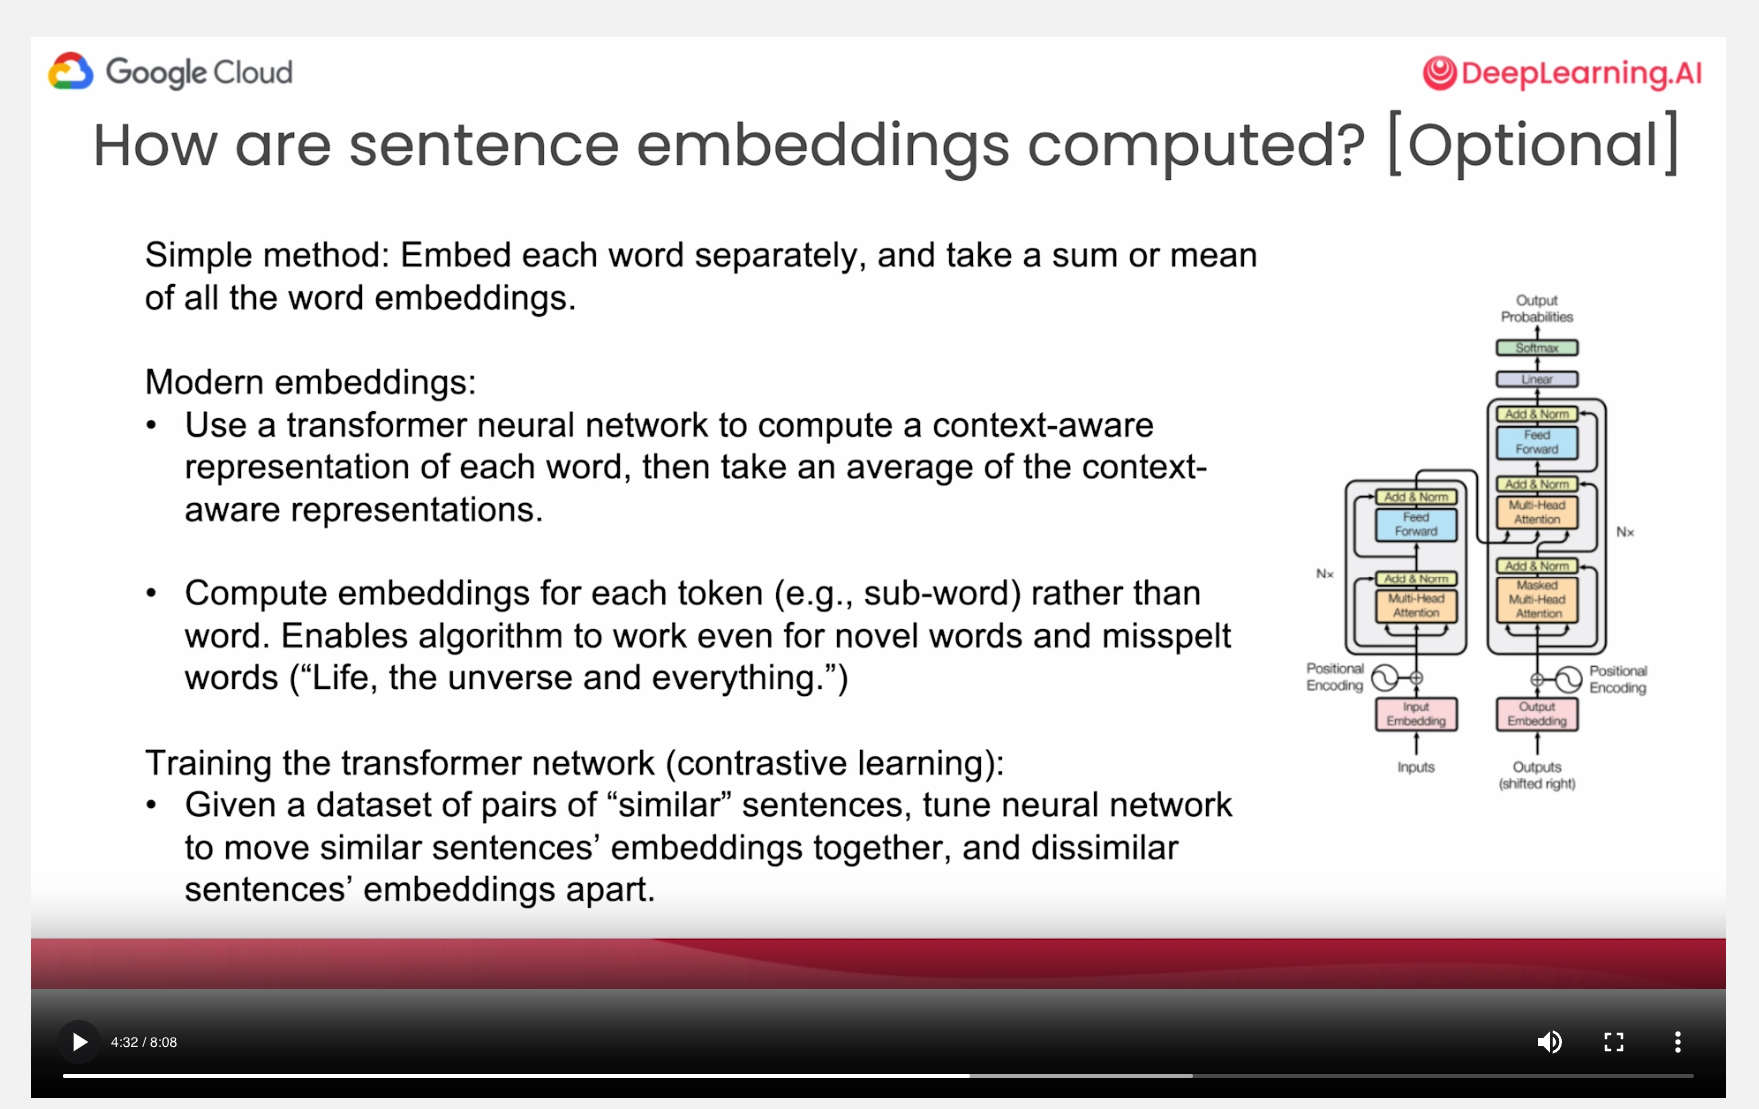 Google Cloud
DeepLearning.AI
How are sentence embeddings computed? [Optional]
Simple method: Embed each word separately, and take a sum or mean
of all the word embeddings.
Modern embeddings:
• Use a transformer neural network to compute a context-aware
representation of each word, then take an average of the context-
aware representations.
• Compute embeddings for each token (e.g., sub-word) rather than
word. Enables algorithm to work even for novel words and misspelt
words (“Life, the unverse and everything.”)
Training the transformer network (contrastive learning):
• Given a dataset of pairs of “similar” sentences, tune neural network
to move similar sentences’ embeddings together, and dissimilar
sentences’ embeddings apart.
Output
Probabilities
Softmax
Linear
Add & Norm
Feed
Forward
Add & Norm
Multi-Head
Attention
Nx
Add & Norm
Masked
Multi-Head
Attention
Positional
Encoding
Output
Embedding
Outputs
(shifted right)
Add & Norm
Feed
Forward
Nx
Add & Norm
Multi-Head
Attention
Positional
Encoding
Input
Embedding
Inputs
4:32 / 8:08